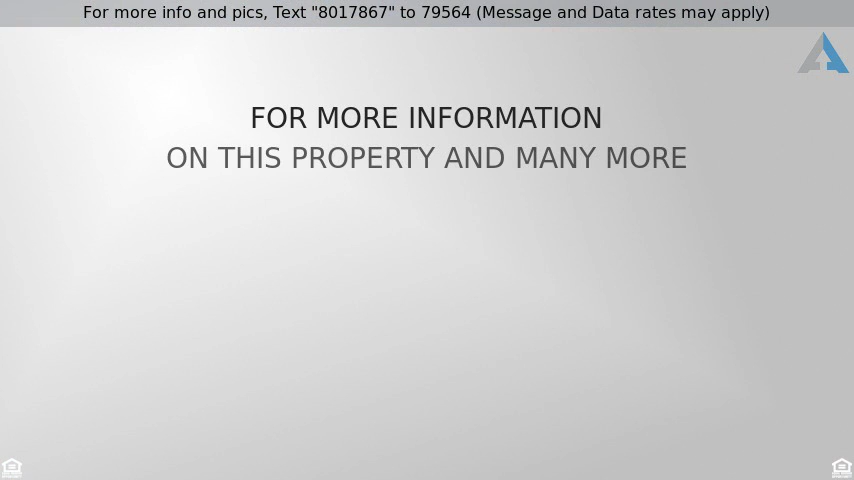 For more info and pics, Text "8017867" to 79564 (Message and Data rates may apply)
FOR MORE INFORMATION
ON THIS PROPERTY AND MANY MORE